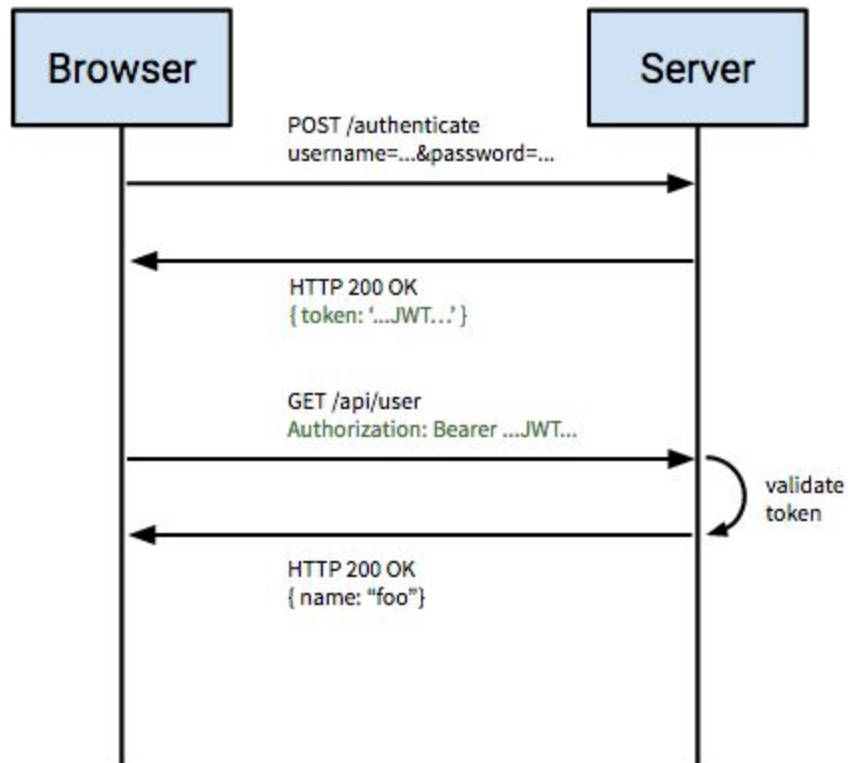 Browser
Server
POST /authenticate
username=...&password=...
HTTP 200 OK
{ token: ‘...JWT…’ }
GET /api/user
Authorization: Bearer ...JWT...
validate
token
HTTP 200 OK
{ name: “foo”}